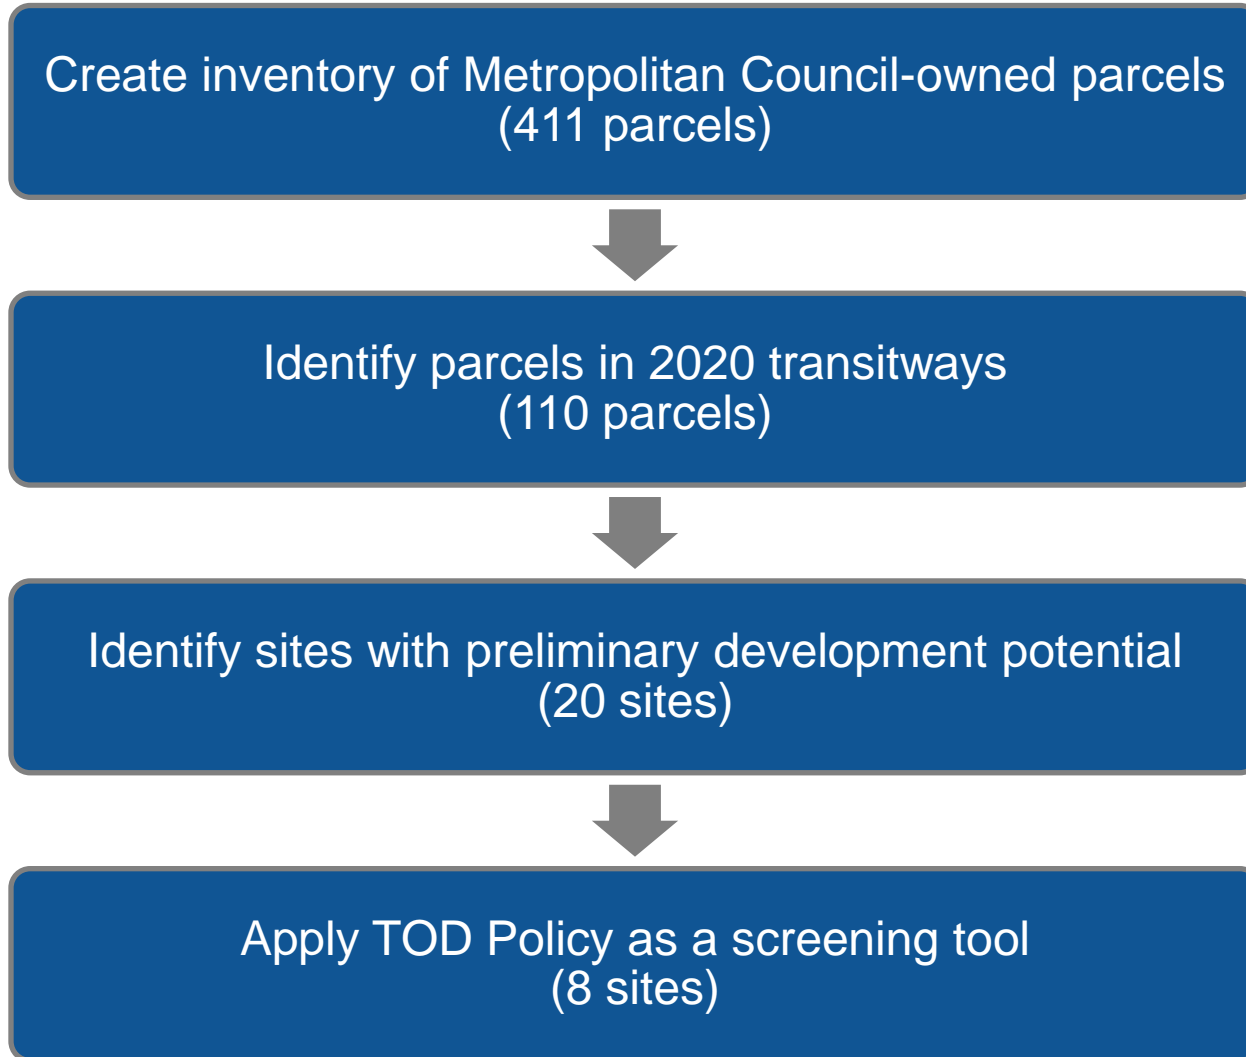 Create inventory of Metropolitan Council-owned parcels
(411 parcels)
Identify parcels in 2020 transitways
(110 parcels)
Identify sites with preliminary development potential
(20 sites)
Apply TOD Policy as a screening tool
(8 sites)